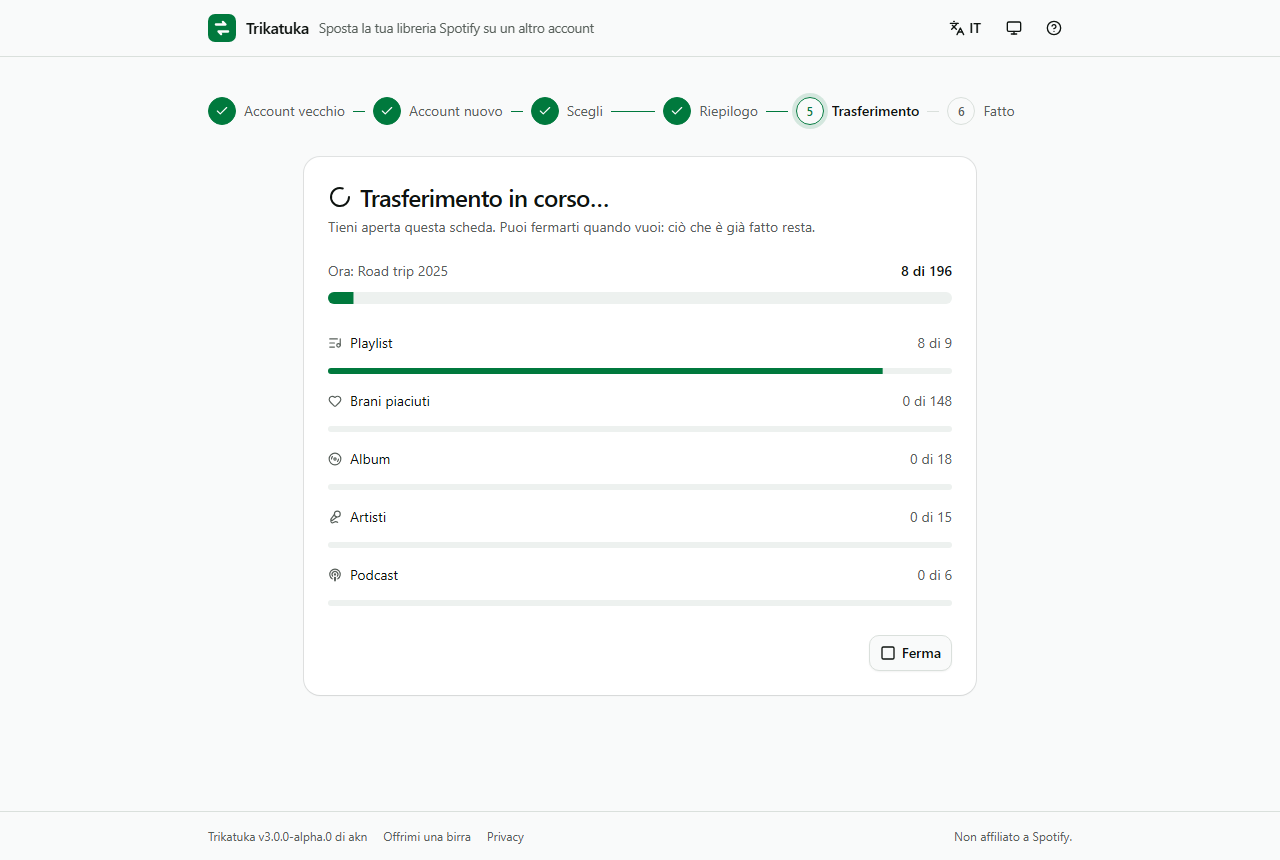 Trikatuka Sposta la tua libreria Spotify su un altro account IT
Account vecchio Account nuovo Scegli Riepilogo 5 Trasferimento 6 Fatto
Trasferimento in corso...
Tieni aperta questa scheda. Puoi fermarti quando vuoi: ciò che è già fatto resta.
Ora: Road trip 2025 8 di 196
Playlist 8 di 9
Brani piaciuti 0 di 148
Album 0 di 18
Artisti 0 di 15
Podcast 0 di 6
Ferma
Trikatuka v3.0.0-alpha.0 di akn Offrimi una birra Privacy Non affiliato a Spotify.